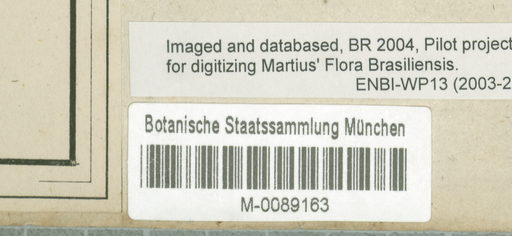 Imaged and databased, BR 2004, Pilot project
for digitizing Martius' Flora Brasiliensis.
ENBI-WP13 (2003-2
Botanische Staatssammlung München
M-0089163